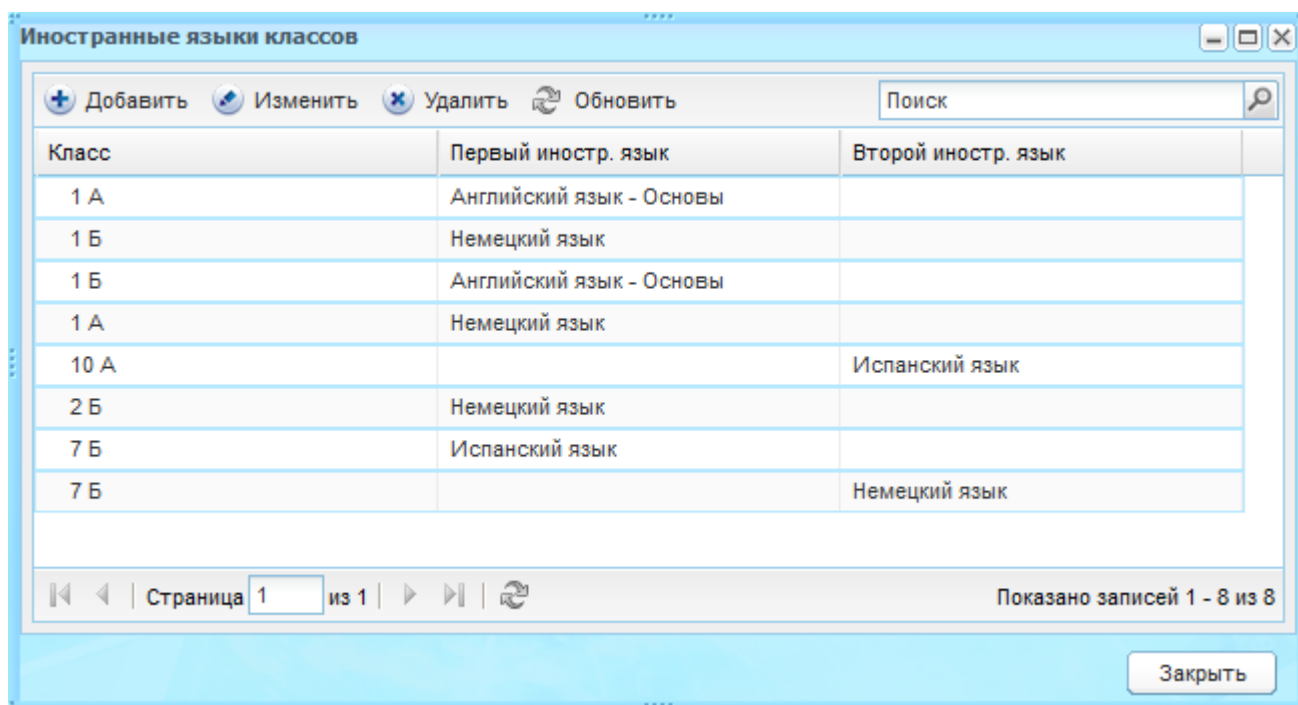 Иностранные языки классов
Добавить Изменить Удалить Обновить Поиск
Класс Первый иностр. язык Второй иностр. язык
1 А Английский язык - Основы
1 Б Немецкий язык
1 Б Английский язык - Основы
1 А Немецкий язык
10 А Испанский язык
2 Б Немецкий язык
7 Б Испанский язык
7 Б Немецкий язык
Страница 1 из 1 Показано записей 1 - 8 из 8
Закрыть